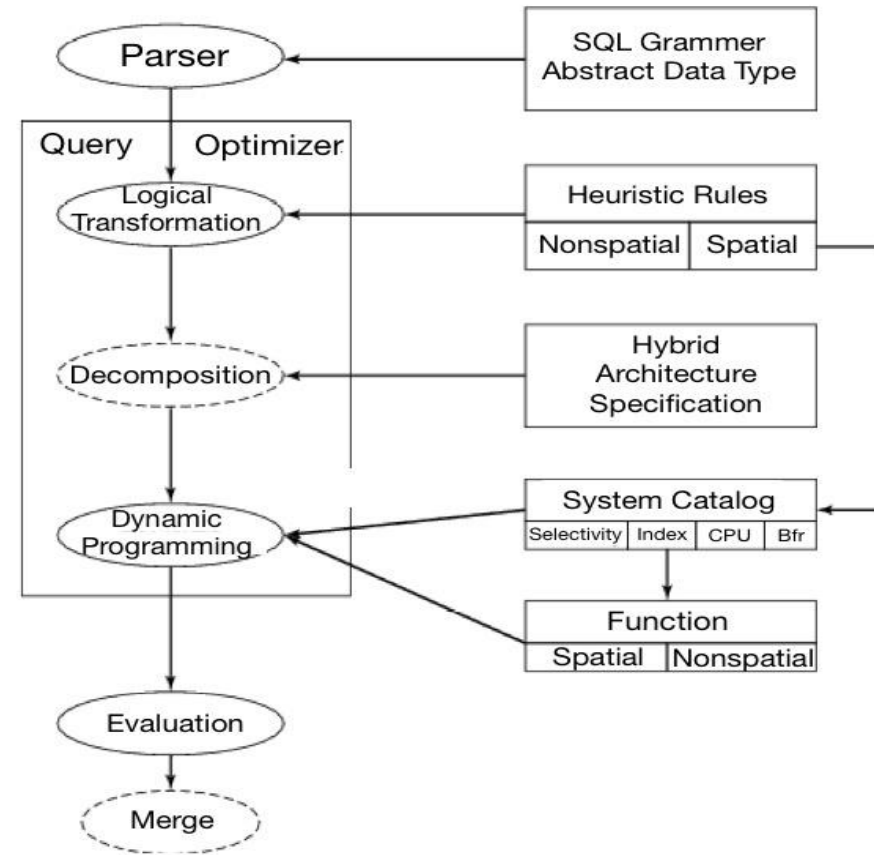 Parser
SQL Grammer
Abstract Data Type
Query Optimizer
Logical
Transformation
Heuristic Rules
Nonspatial Spatial
Decomposition
Hybrid
Architecture
Specification
Dynamic
Programming
System Catalog
Selectivity Index CPU Bfr
Function
Spatial Nonspatial
Evaluation
Merge